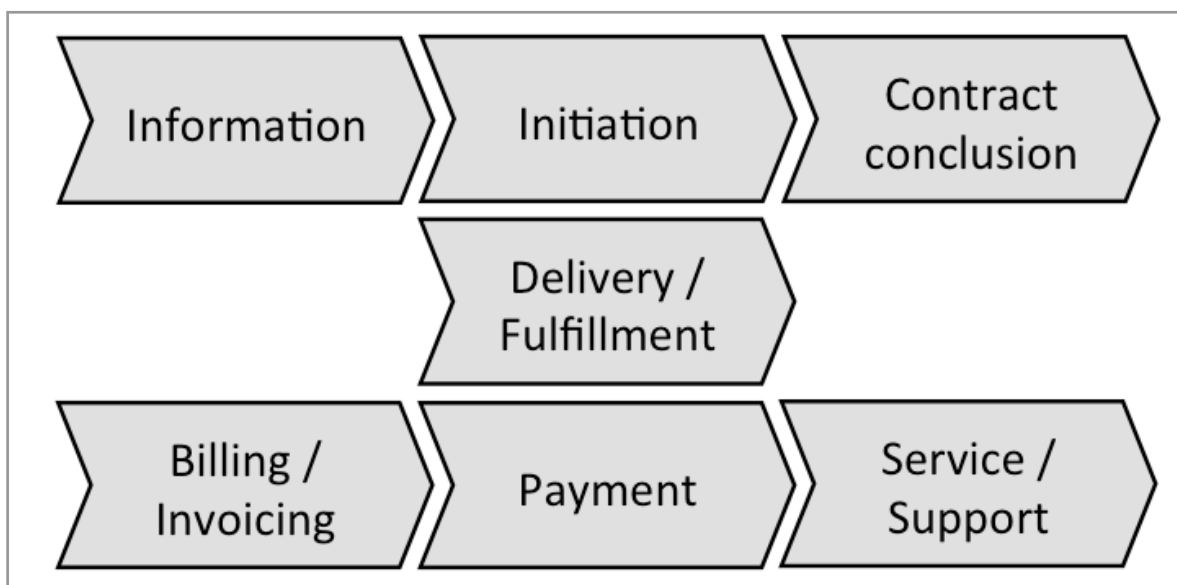 Information
Initiation
Contract
conclusion
Delivery /
Fulfillment
Billing /
Invoicing
Payment
Service /
Support